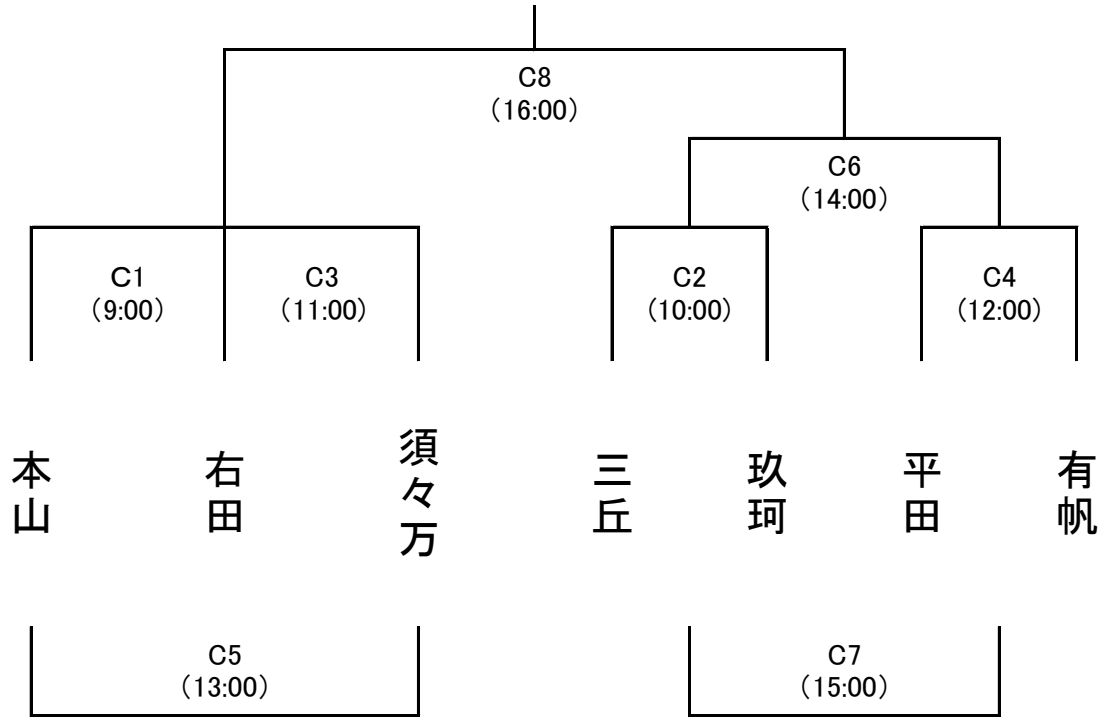 C8
（16:00）
C6
（14:00）
C1
（9:00）
C3
（11:00）
C2
（10:00）
C4
（12:00）
本山
右田
須々万
三丘
玖珂
平田
有帆
C5
（13:00）
C7
（15:00）